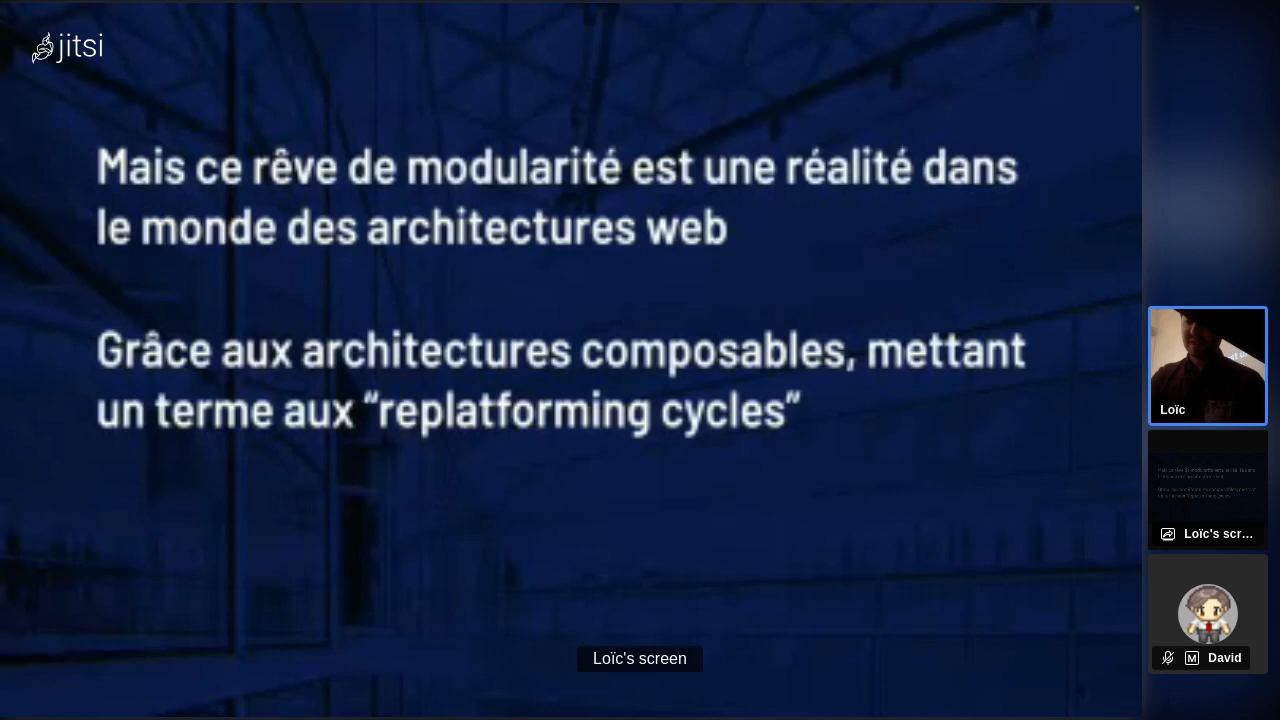 jitsi
Mais ce rêve de modularité est une réalité dans
le monde des architectures web
Grâce aux architectures composables, mettant
un terme aux “replatforming cycles”
Loïc's screen
Loïc
Loïc's scr...
M David